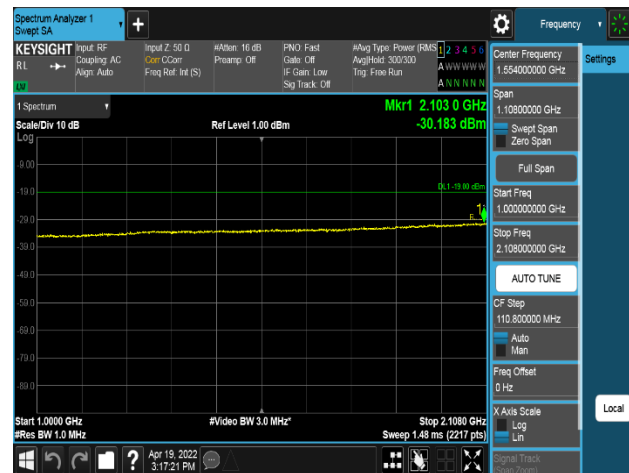 Spectrum Analyzer 1
Swept SA
Frequency
Settings
KEYSIGHT
RL
Input: RF
Coupling: AC
Align: Auto
Input Z: 50 Ω
Corr CCorr
Freq Ref: Int (S)
#Atten: 16 dB
Preamp: Off
PNO: Fast
Gate: Off
IF Gain: Low
Sig Track: Off
#Avg Type: Power (RMS
Avg|Hold: 300/300
Trig: Free Run
1 2 3 4 5 6
A W W W W W
A N N N N N
LXI
1 Spectrum
Scale/Div 10 dB
Ref Level 1.00 dBm
Mkr1 2.103 0 GHz
-30.183 dBm
Log
-9.00
-19.0
-29.0
-39.0
-49.0
-59.0
-69.0
-79.0
-89.0
DL1 -19.00 dBm
1
Start 1.0000 GHz
#Res BW 1.0 MHz
#Video BW 3.0 MHz*
Stop 2.1080 GHz
Sweep 1.48 ms (2217 pts)
Center Frequency
1.554000000 GHz
Span
1.10800000 GHz
Swept Span
Zero Span
Full Span
Start Freq
1.000000000 GHz
Stop Freq
2.108000000 GHz
AUTO TUNE
CF Step
110.800000 MHz
Auto
Man
Freq Offset
0 Hz
X Axis Scale
Log
Lin
Signal Track
(Span Zoom)
Local
?
Apr 19, 2022
3:17:21 PM